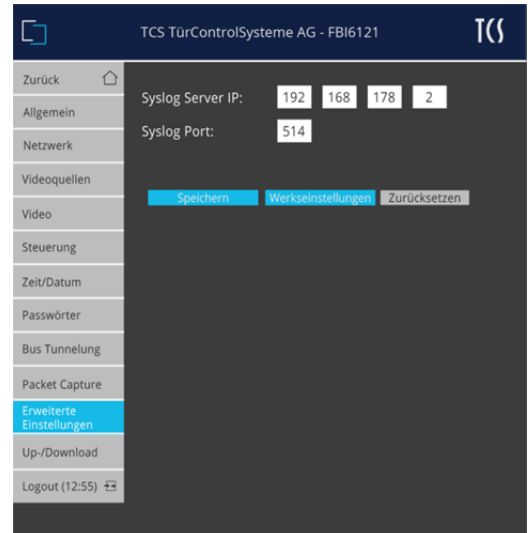 TCS TürControlSysteme AG - FBI6121
TCS
Zurück
Allgemein
Netzwerk
Videoquellen
Video
Steuerung
Zeit/Datum
Passwörter
Bus Tunnelung
Packet Capture
Erweiterte
Einstellungen
Up-/Download
Logout (12:55)
Syslog Server IP: 192 168 178 2
Syslog Port: 514
Speichern Werkseinstellungen Zurücksetzen